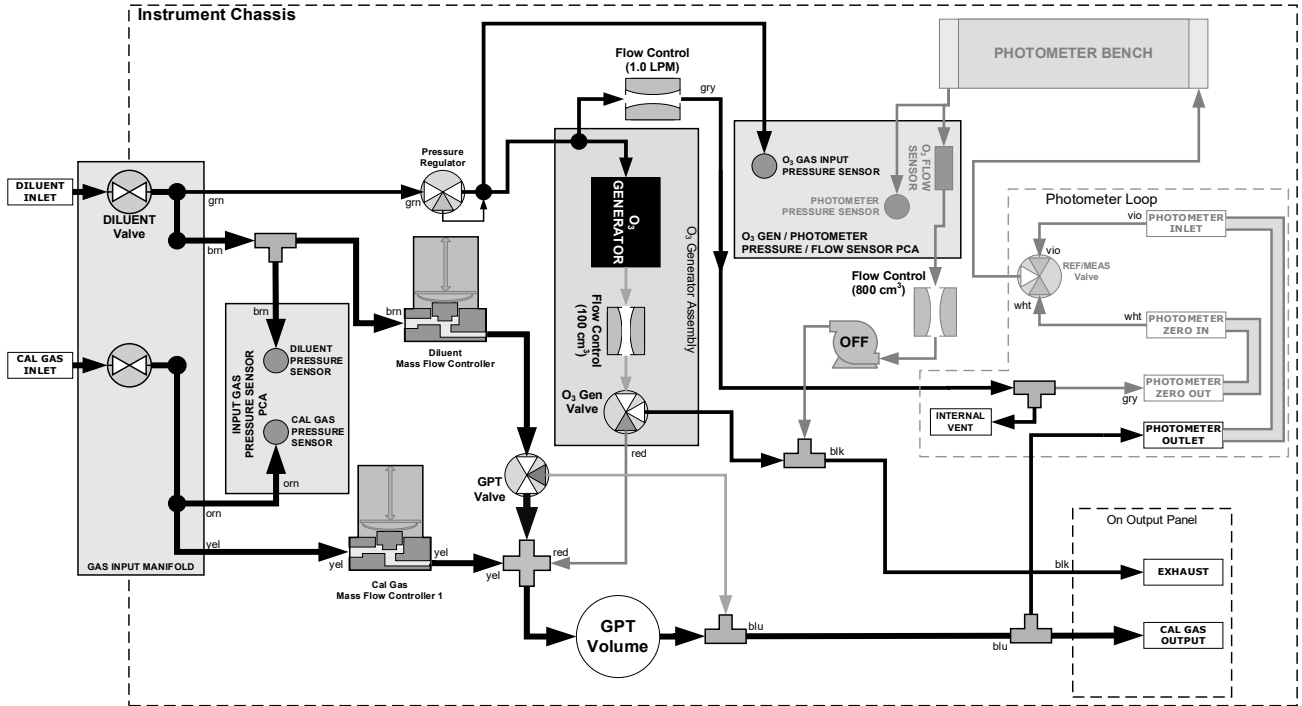 Instrument Chassis
Flow Control
(1.0 LPM)
gry
PHOTOMETER BENCH
Pressure
Regulator
grn
grn
DILUENT
INLET
DILUENT
Valve
brn
brn
brn
CAL GAS
INLET
DILUENT
PRESSURE
SENSOR
CAL GAS
PRESSURE
SENSOR
INPUT GAS
PRESSURE SENSOR
PCA
orn
orn
yel
yel
GAS INPUT MANIFOLD
Diluent
Mass Flow Controller
Cal Gas
Mass Flow Controller 1
yel
yel
O3
GENERATOR
O3 Generator Assembly
Flow Control
(100 cm3)
O3 Gen
Valve
red
red
GPT
Valve
GPT
Volume
O3 GAS INPUT
PRESSURE SENSOR
O3 FLOW
SENSOR
PHOTOMETER
PRESSURE SENSOR
O3 GEN / PHOTOMETER
PRESSURE / FLOW SENSOR PCA
Flow Control
(800 cm3)
OFF
Photometer Loop
vio
PHOTOMETER
INLET
vio
REF/MEAS
Valve
wht
wht
PHOTOMETER
ZERO IN
PHOTOMETER
ZERO OUT
gry
INTERNAL
VENT
PHOTOMETER
OUTLET
blk
On Output Panel
blk
EXHAUST
blu
blu
CAL GAS
OUTPUT